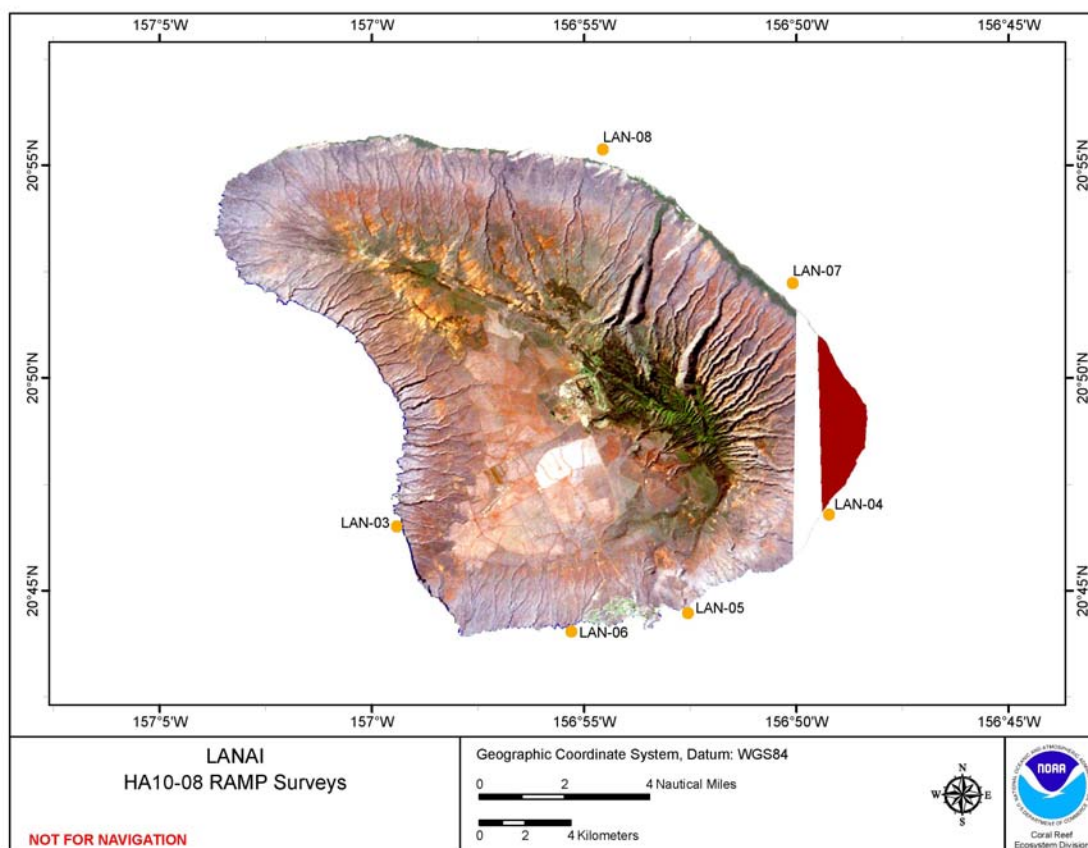 157°5'W 157°0'W 156°55'W 156°50'W 156°45'W
LAN-08
20°55'N 20°55'N
LAN-07
20°50'N 20°50'N
LAN-04
LAN-03
20°45'N 20°45'N
LAN-05
LAN-06
157°5'W 157°0'W 156°55'W 156°50'W 156°45'W
LANAI
HA10-08 RAMP Surveys
NOT FOR NAVIGATION
Geographic Coordinate System, Datum: WGS84
0 2 4 Nautical Miles
0 2 4 Kilometers
N
W E
S
NOAA
Coral Reef
Ecosystem Division